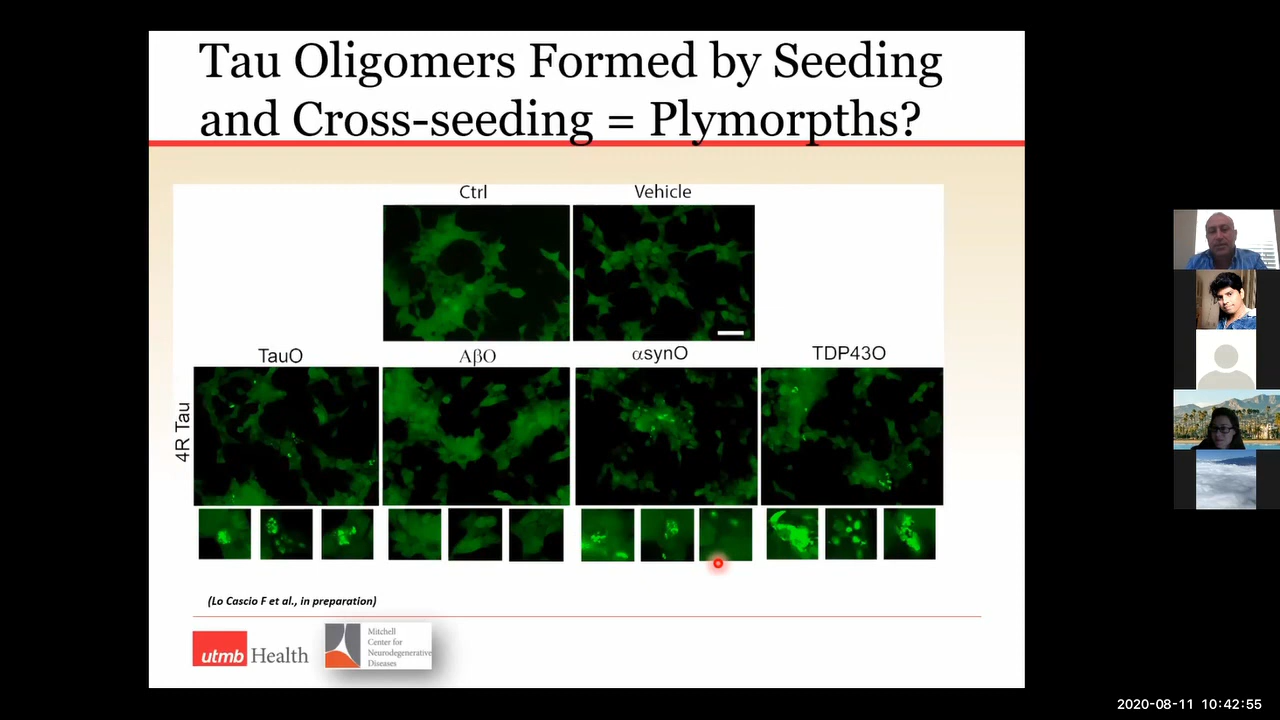 Tau Oligomers Formed by Seeding
and Cross-seeding = Plymorpths?
Ctrl
Vehicle
TauO
AβO
αsynO
TDP43O
4R Tau
(Lo Cascio F et al., in preparation)
utmb Health
Mitchell
Center for
Neurodegenerative
Diseases
2020-08-11 10:42:55